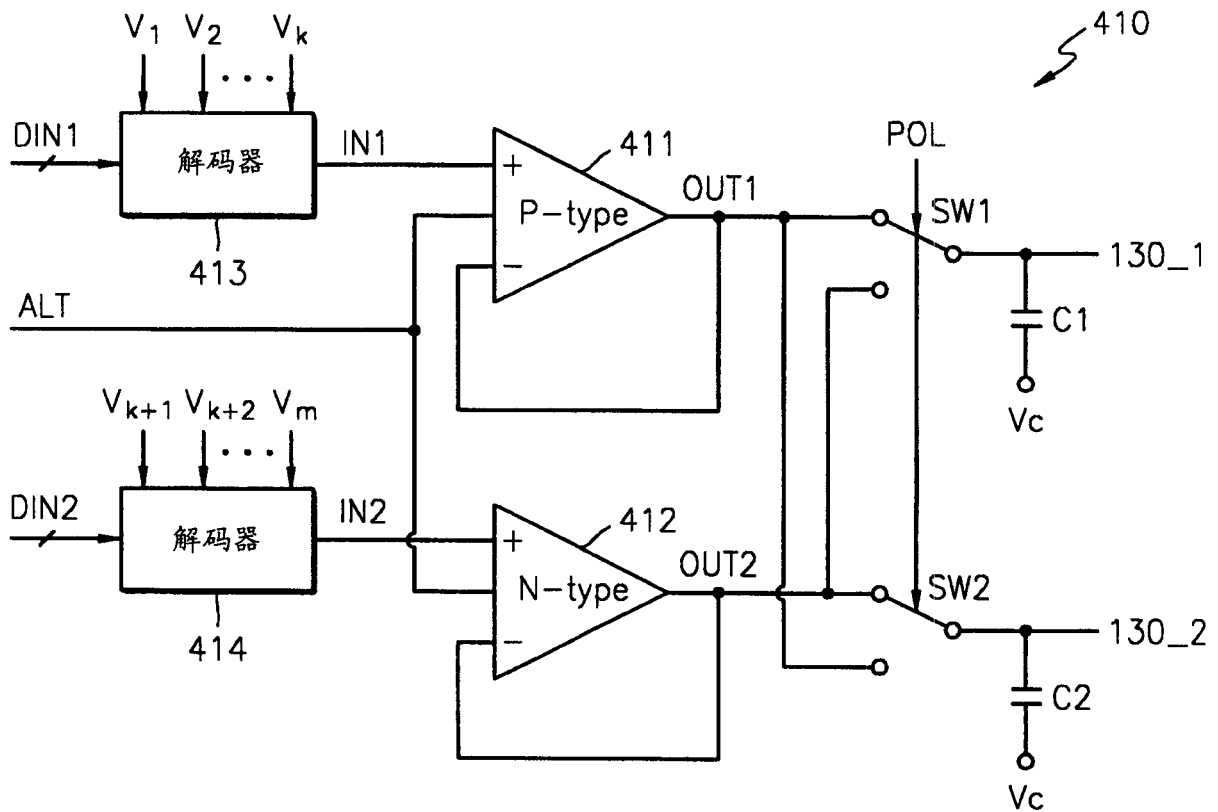 410
V1 V2 ··· Vk
DIN1
解码器
IN1
411
+
P-type
−
OUT1
POL
SW1
130_1
413
C1
Vc
ALT
Vk+1 Vk+2 ··· Vm
DIN2
解码器
IN2
412
+
N-type
−
OUT2
SW2
130_2
414
C2
Vc